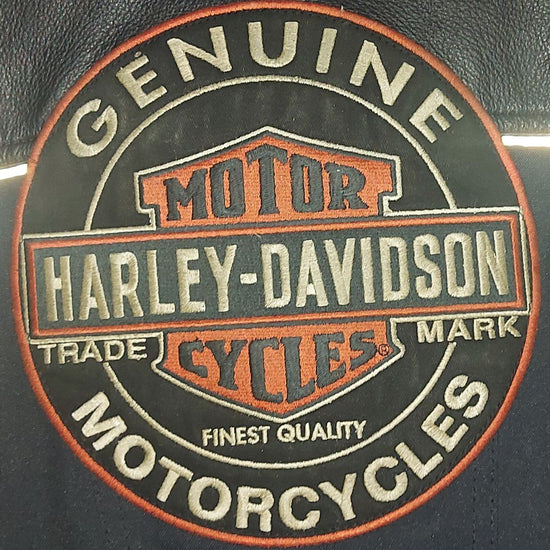 GENUINE
MOTOR
HARLEY-DAVIDSON
TRADE MARK
CYCLES®
FINEST QUALITY
MOTORCYCLES